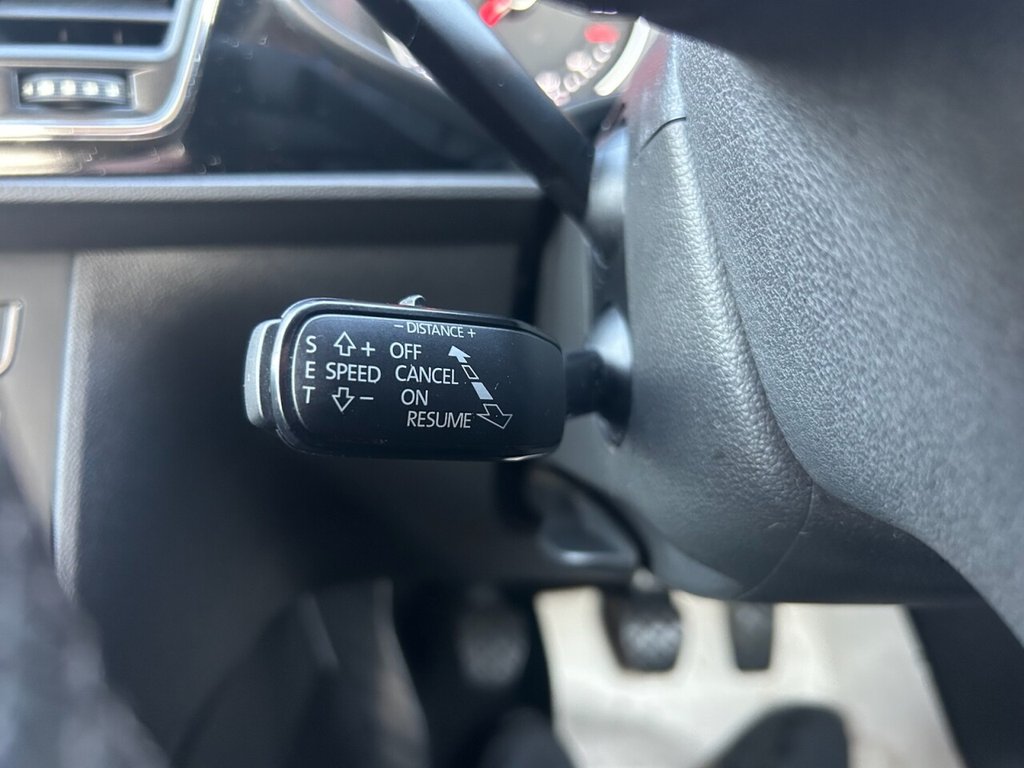 − DISTANCE +
S + OFF
E SPEED CANCEL
T − ON
RESUME